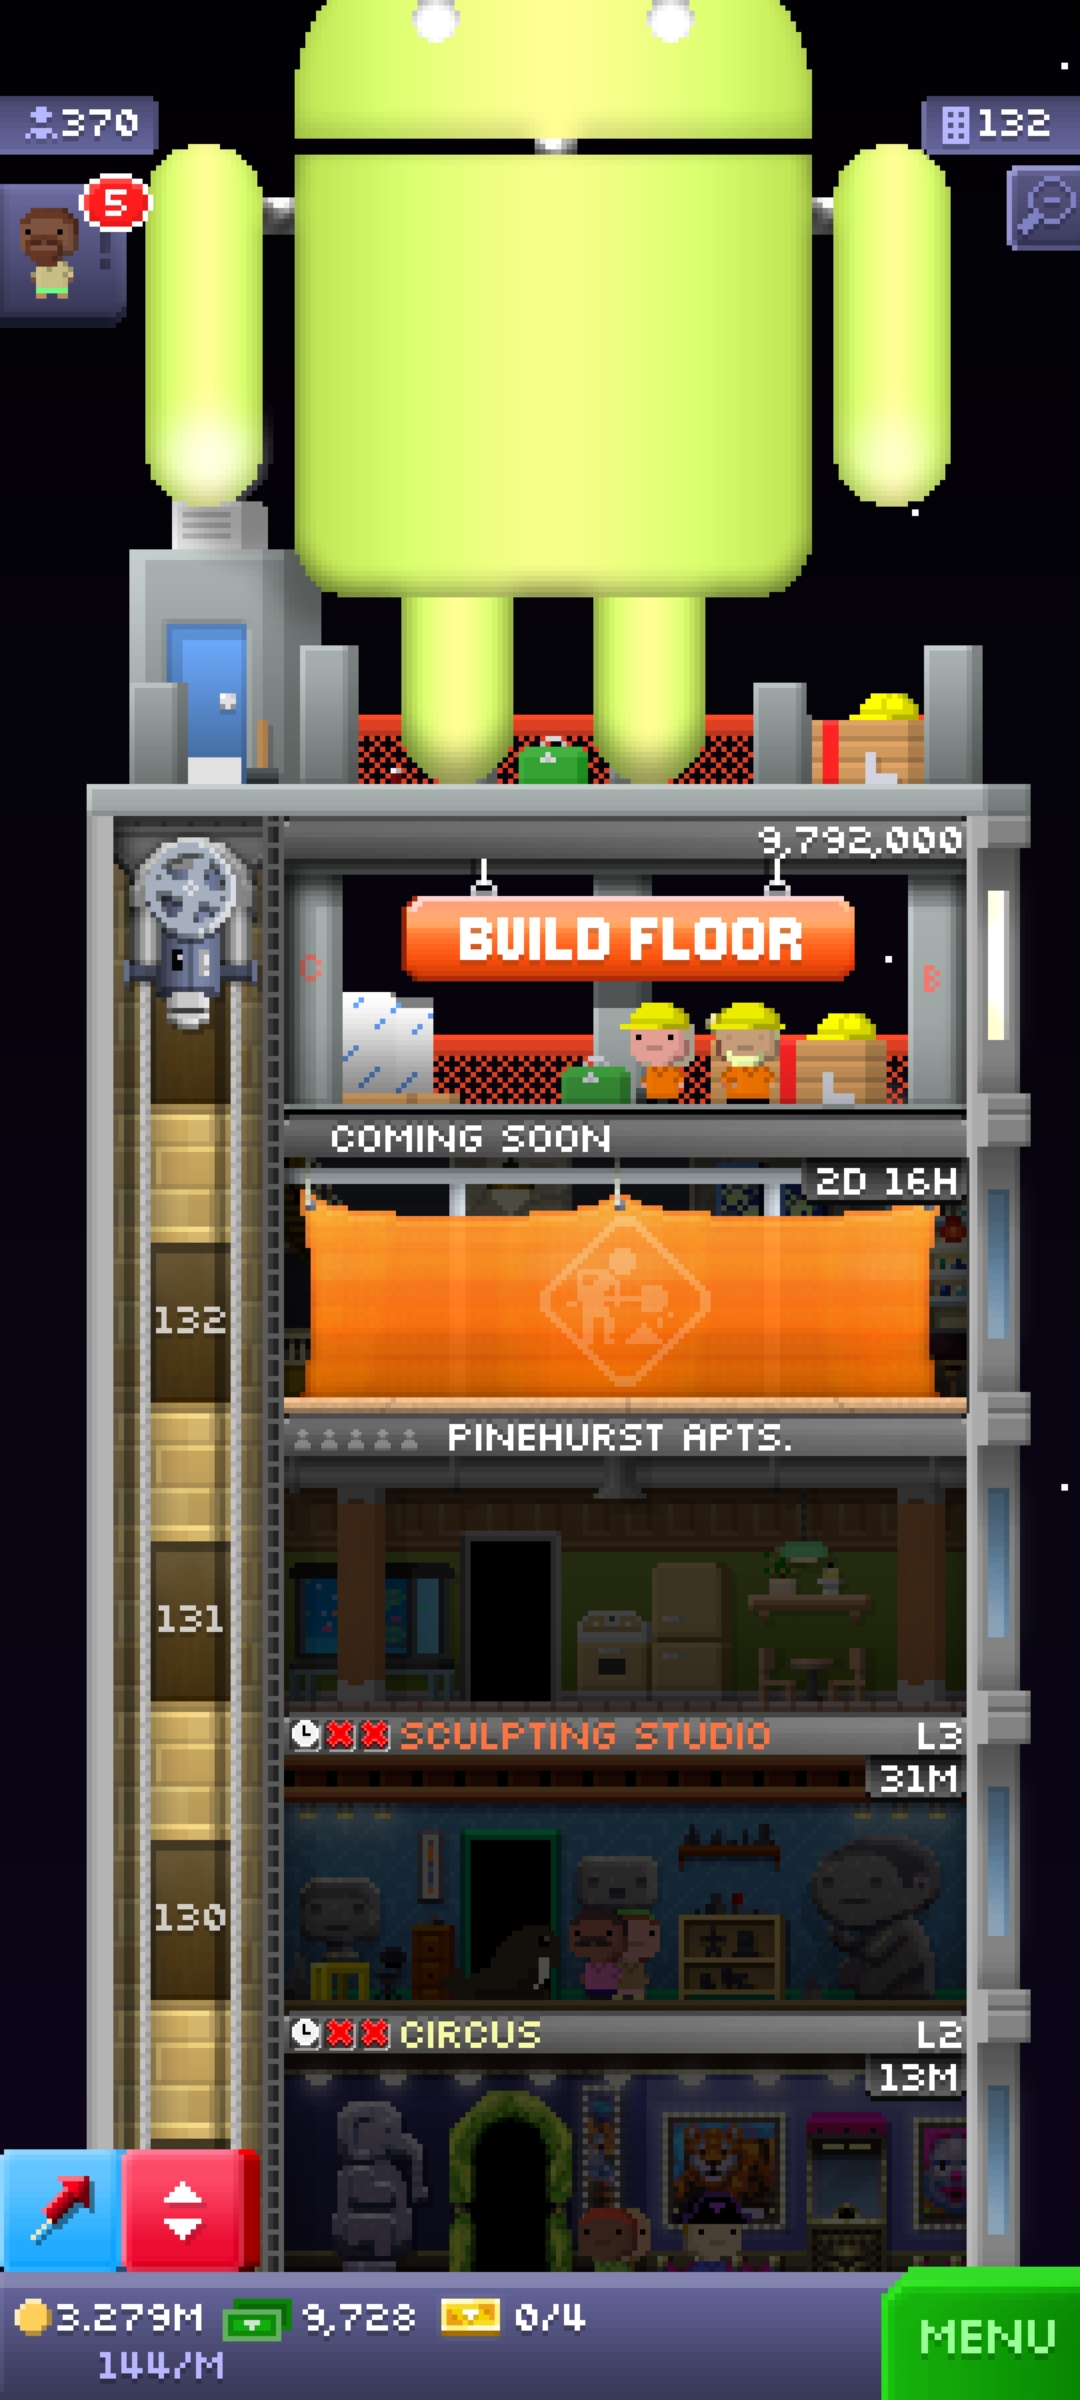 370
132
5
9,792,000
BUILD FLOOR
C
B
COMING SOON
2D 16H
132
PINEHURST APTS.
131
SCULPTING STUDIO
L3
31M
130
CIRCUS
L2
13M
3.279M
9,728
0/4
144/M
MENU